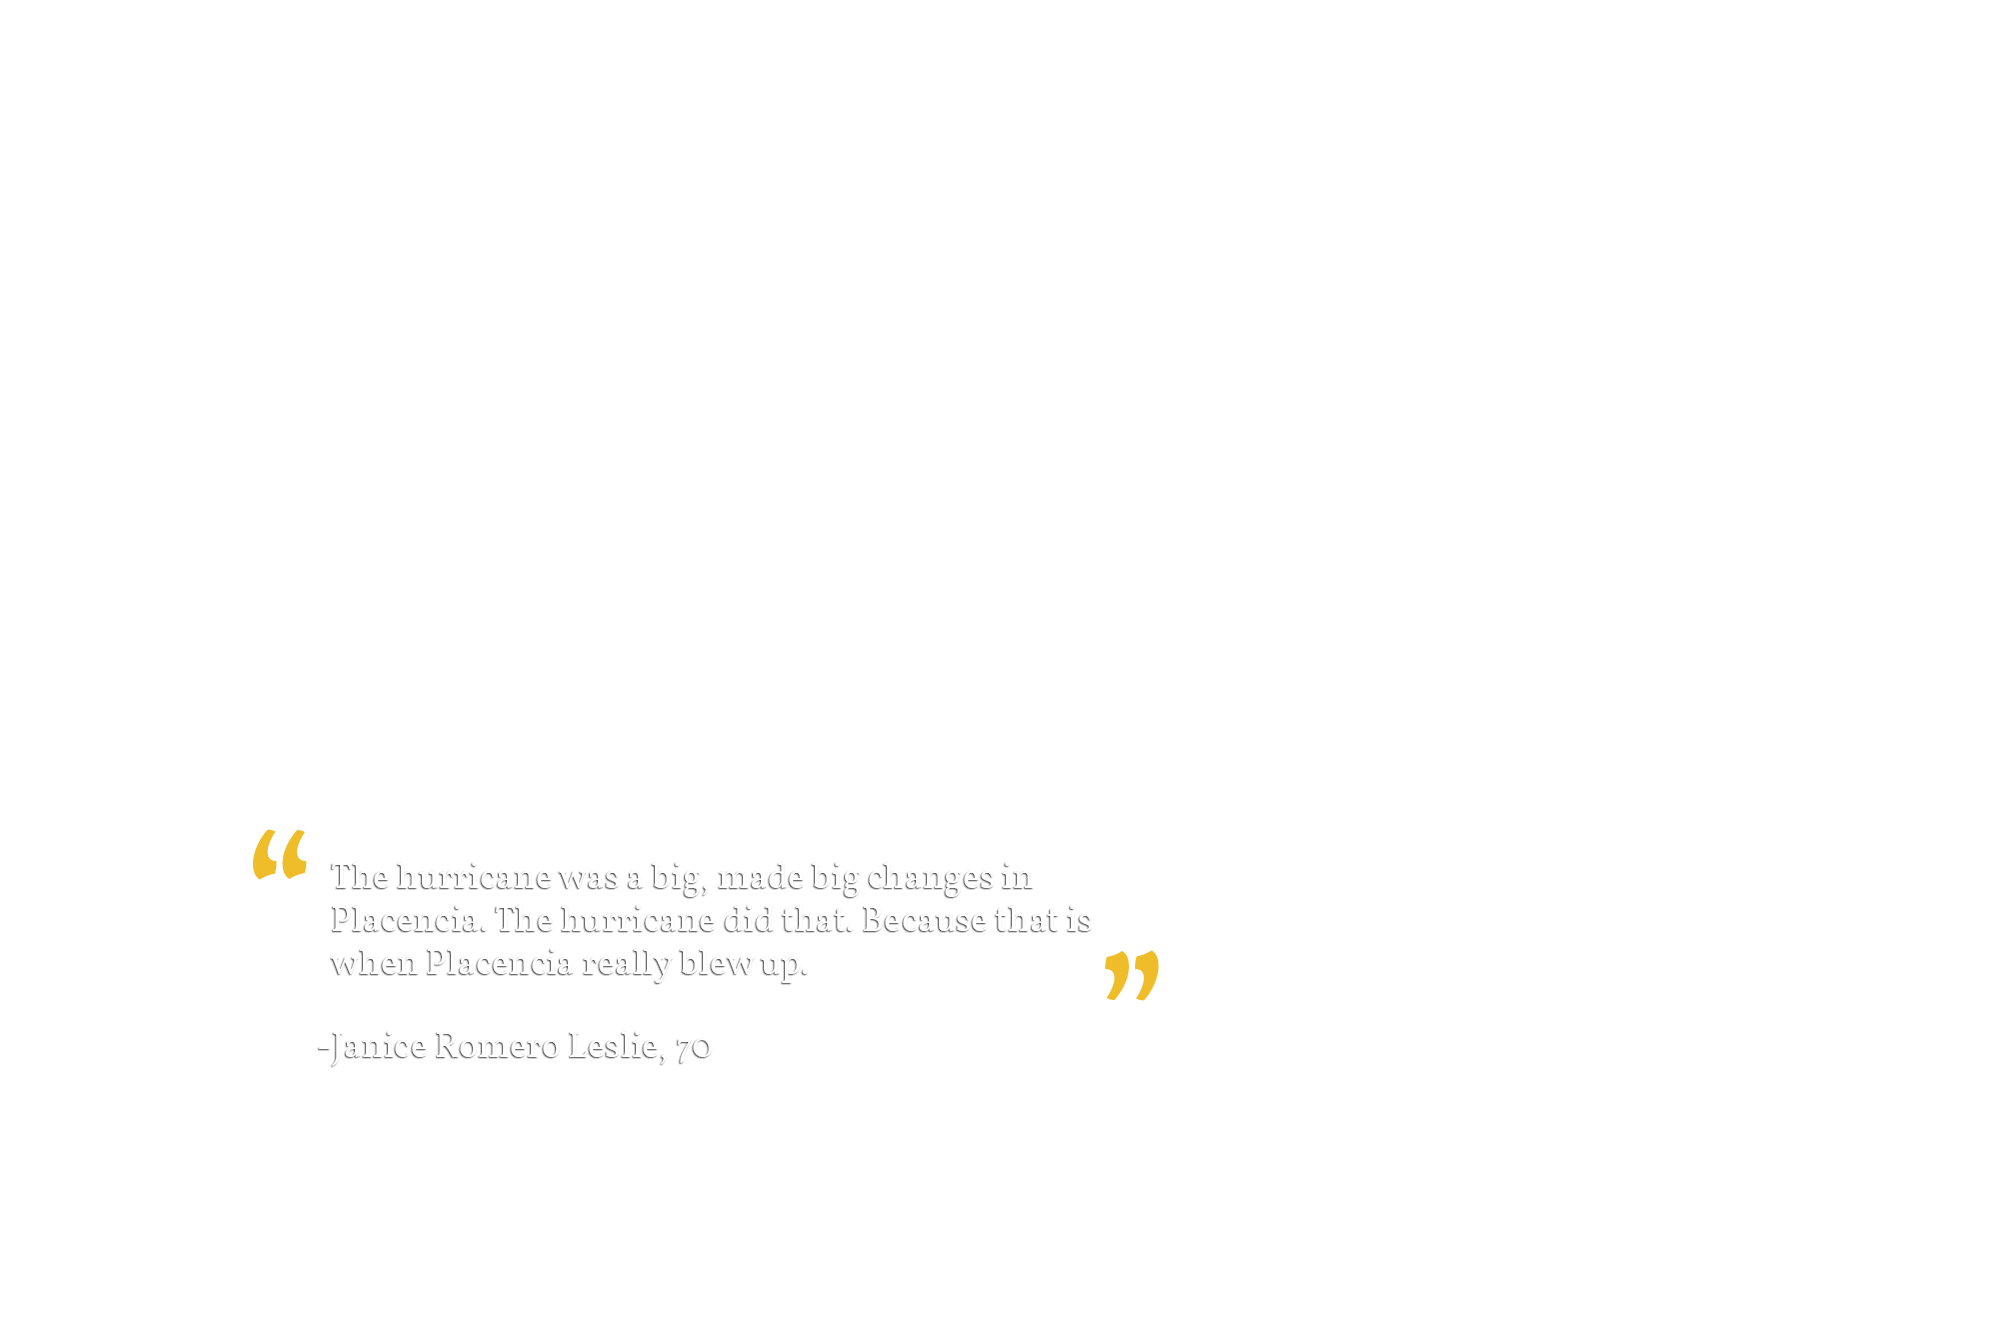 “ The hurricane was a big, made big changes in
Placencia. The hurricane did that. Because that is
when Placencia really blew up. ”
-Janice Romero Leslie, 70